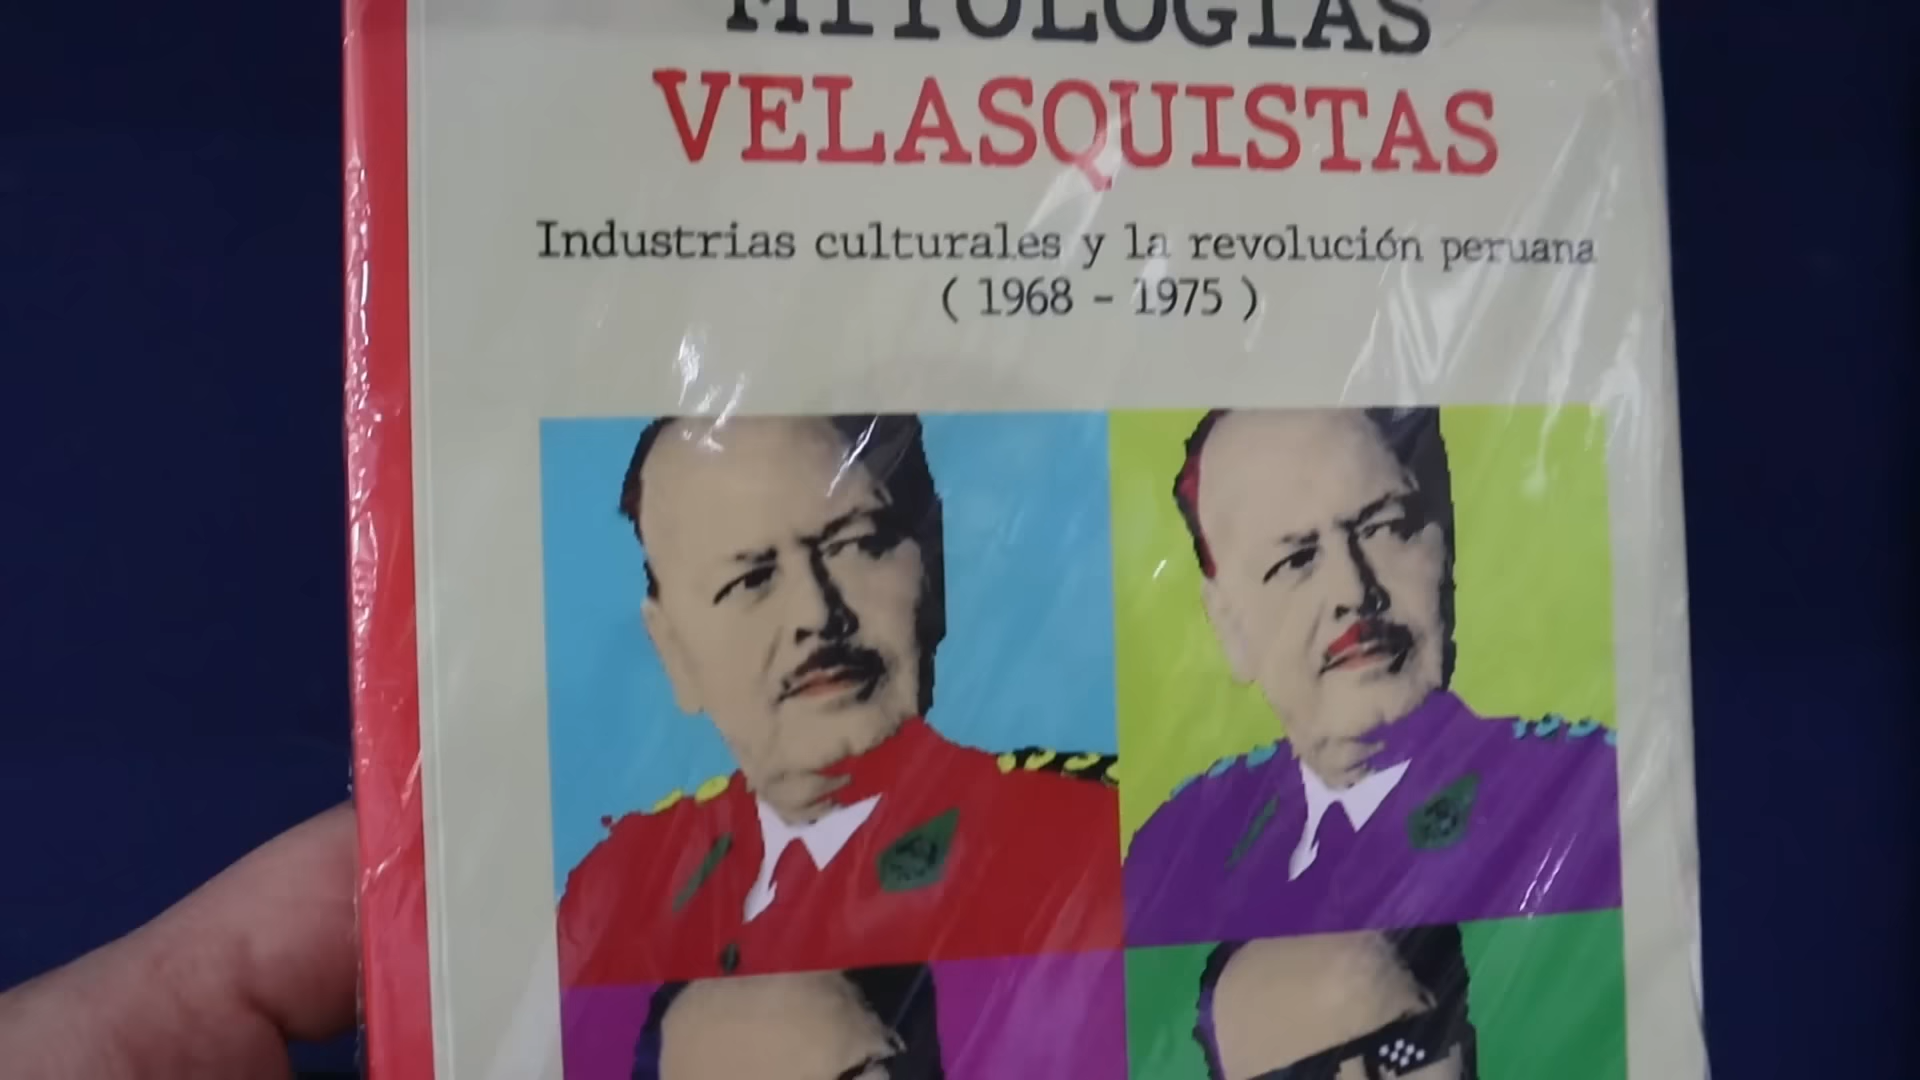 MITOLOGÍAS
VELASQUISTAS
Industrias culturales y la revolución peruana
( 1968 - 1975 )